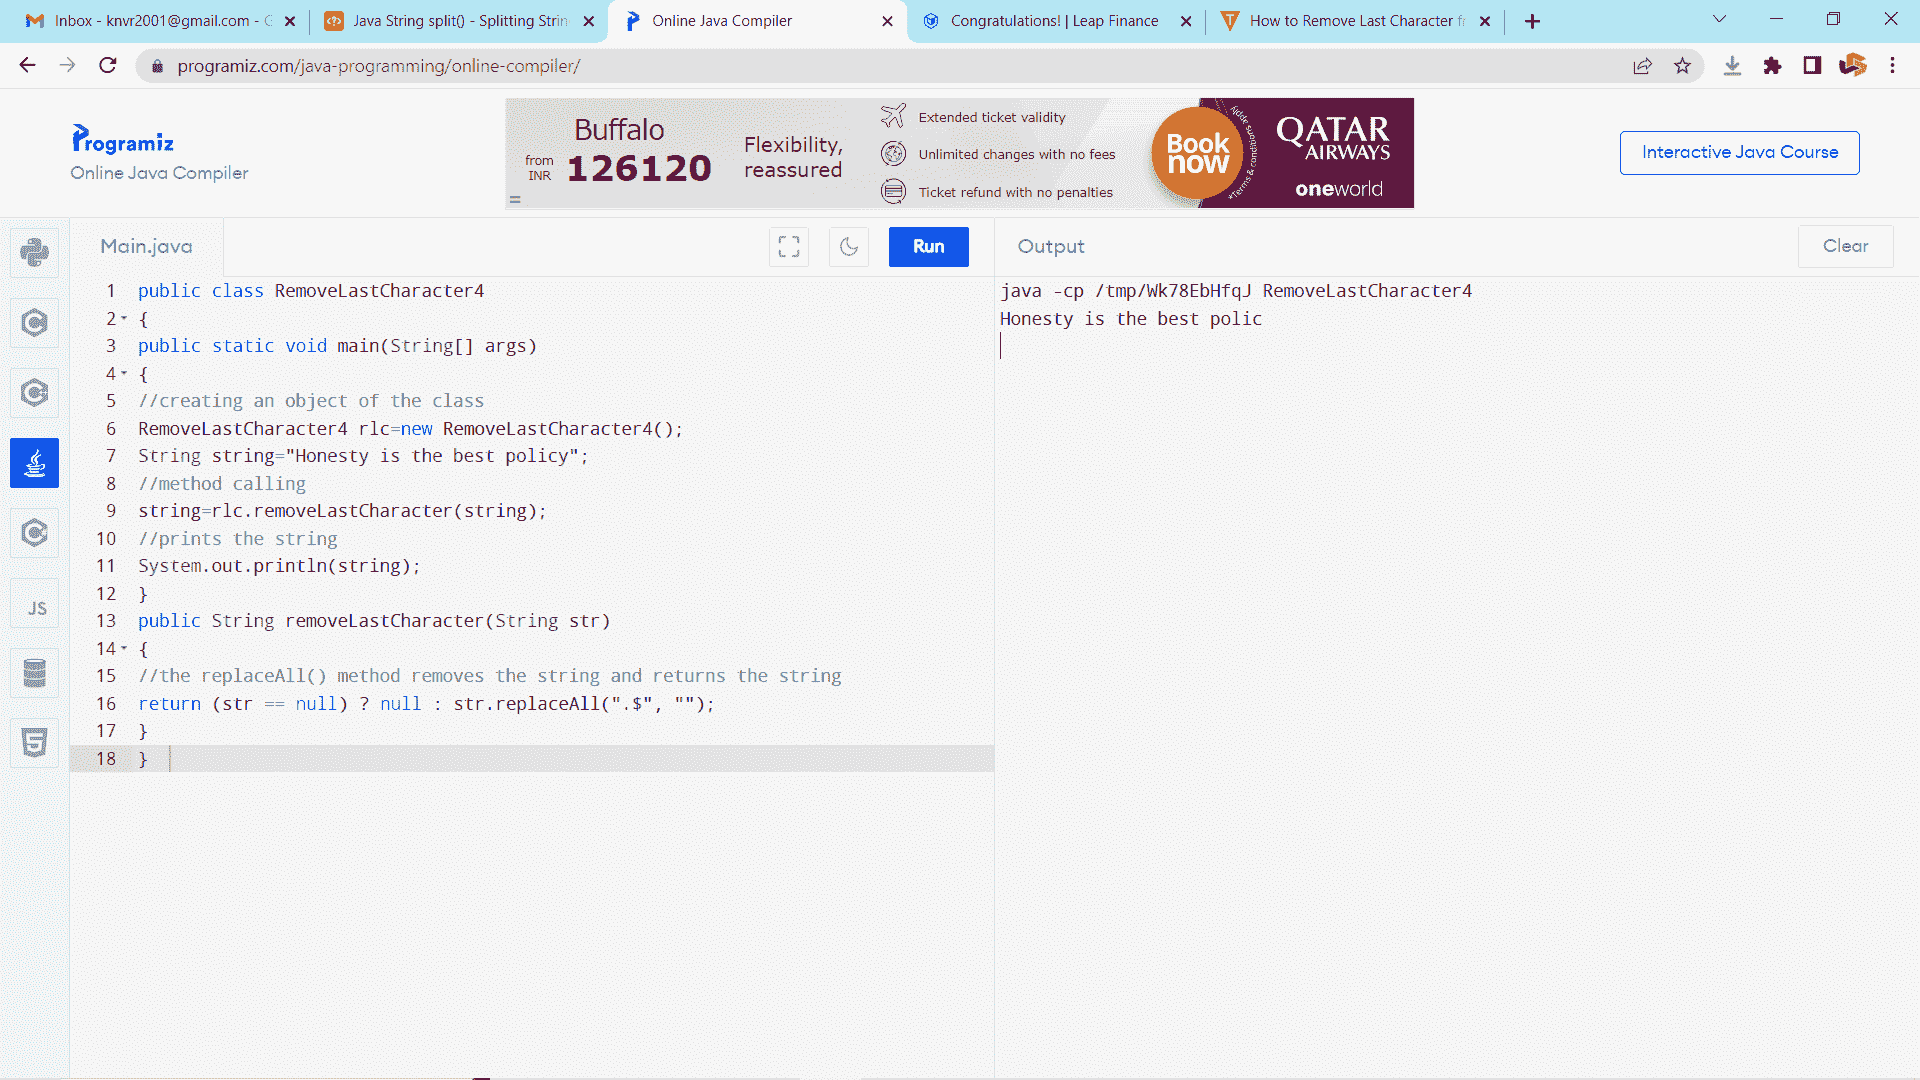 Inbox - knvr2001@gmail.com - G
Java String split() - Splitting Strin
Online Java Compiler
Congratulations! | Leap Finance
How to Remove Last Character f
programiz.com/java-programming/online-compiler/
Programiz
Online Java Compiler
Buffalo
from INR 126120
Flexibility,
reassured
Extended ticket validity
Unlimited changes with no fees
Ticket refund with no penalties
Book
now
*Terms & conditions apply
QATAR
AIRWAYS
oneworld
Interactive Java Course
Main.java
Run
Output
Clear
JS
1 public class RemoveLastCharacter4
2 {
3 public static void main(String[] args)
4 {
5 //creating an object of the class
6 RemoveLastCharacter4 rlc=new RemoveLastCharacter4();
7 String string="Honesty is the best policy";
8 //method calling
9 string=rlc.removeLastCharacter(string);
10 //prints the string
11 System.out.println(string);
12 }
13 public String removeLastCharacter(String str)
14 {
15 //the replaceAll() method removes the string and returns the string
16 return (str == null) ? null : str.replaceAll(".$", "");
17 }
18 }
java -cp /tmp/Wk78EbHfqJ RemoveLastCharacter4
Honesty is the best polic